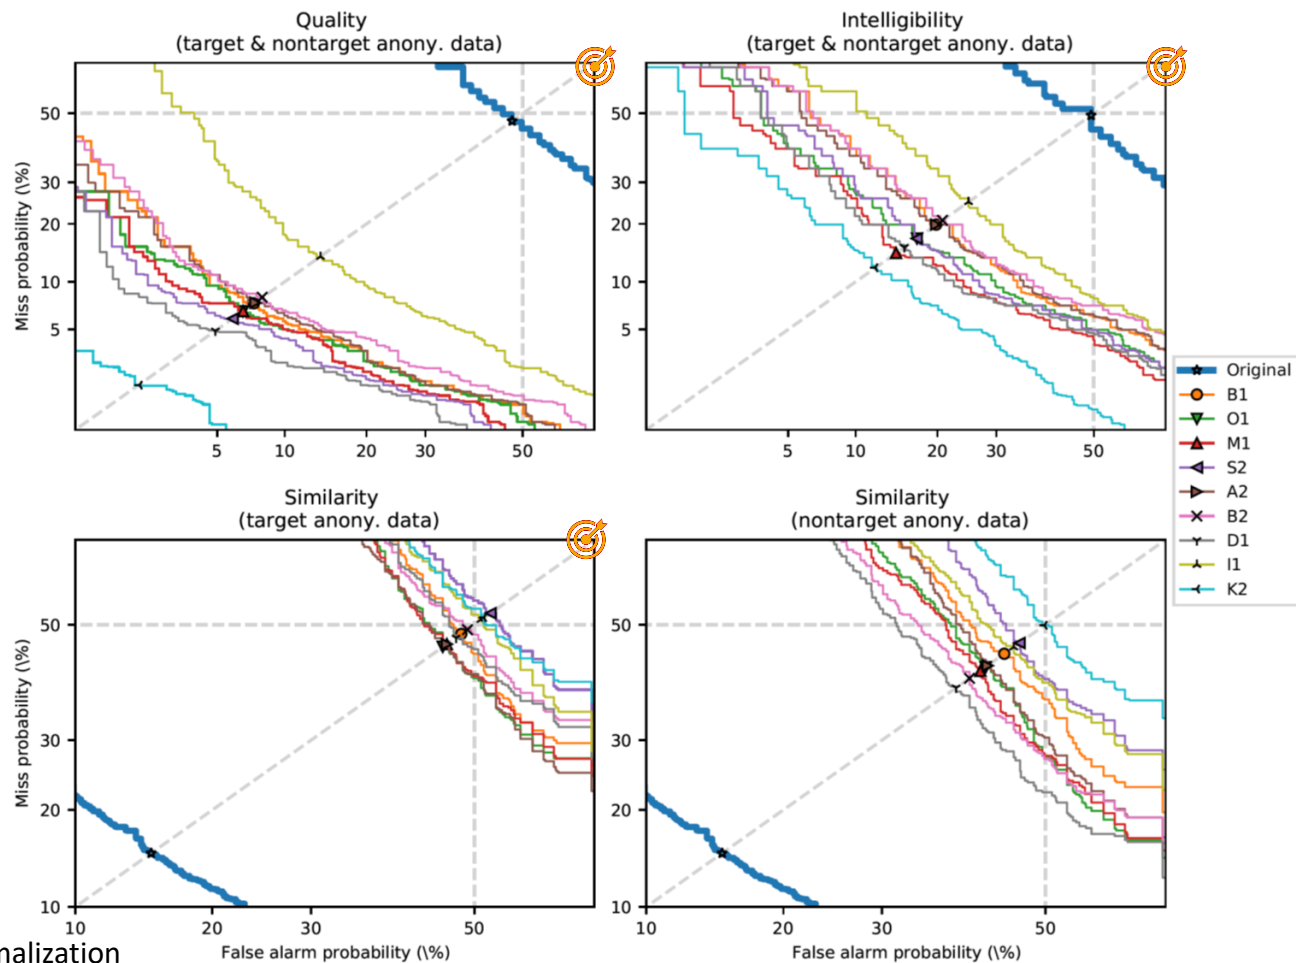 Quality
(target & nontarget anony. data)
Intelligibility
(target & nontarget anony. data)
Miss probability (\%)
50
30
20
10
5
5 10 20 30 50
50
30
20
10
5
5 10 20 30 50
Original
B1
O1
M1
S2
A2
B2
D1
I1
K2
Similarity
(target anony. data)
Similarity
(nontarget anony. data)
Miss probability (\%)
50
30
20
10
10 20 30 50
False alarm probability (\%)
50
30
20
10
10 20 30 50
False alarm probability (\%)
nalization